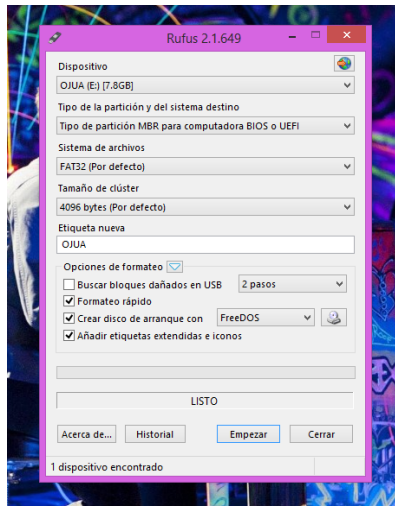 Rufus 2.1.649
Dispositivo
OJUA (E:) [7.8GB]
Tipo de la partición y del sistema destino
Tipo de partición MBR para computadora BIOS o UEFI
Sistema de archivos
FAT32 (Por defecto)
Tamaño de clúster
4096 bytes (Por defecto)
Etiqueta nueva
OJUA
Opciones de formateo
Buscar bloques dañados en USB 2 pasos
Formateo rápido
Crear disco de arranque con FreeDOS
Añadir etiquetas extendidas e iconos
LISTO
Acerca de... Historial Empezar Cerrar
1 dispositivo encontrado